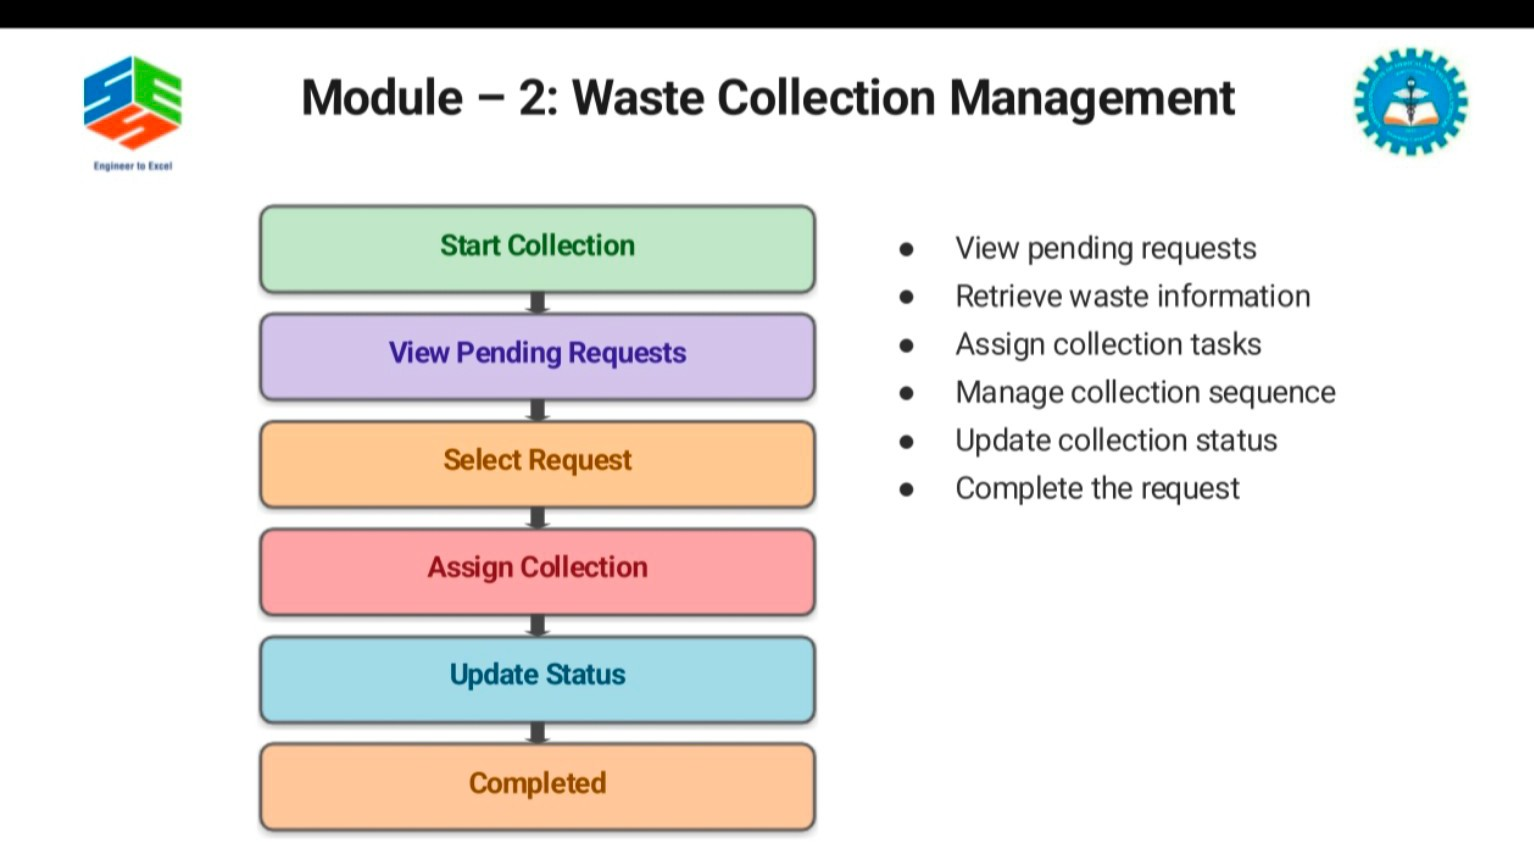 Module – 2: Waste Collection Management
Engineer to Excel
Start Collection
View Pending Requests
Select Request
Assign Collection
Update Status
Completed
● View pending requests
● Retrieve waste information
● Assign collection tasks
● Manage collection sequence
● Update collection status
● Complete the request